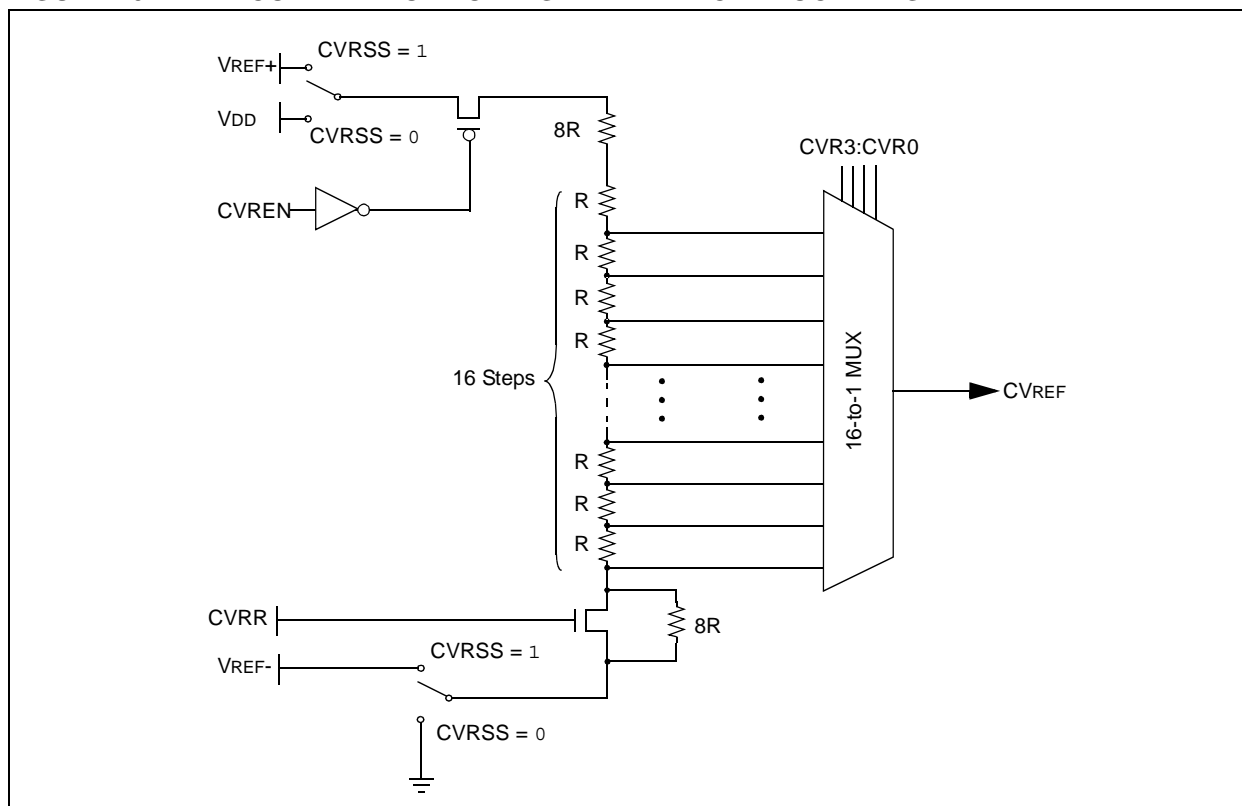 CVRSS = 1
VREF+
VDD
CVRSS = 0
8R
CVR3:CVR0
CVREN
R
R
R
R
16 Steps
16-to-1 MUX
CVREF
R
R
R
CVRR
8R
CVRSS = 1
VREF-
CVRSS = 0